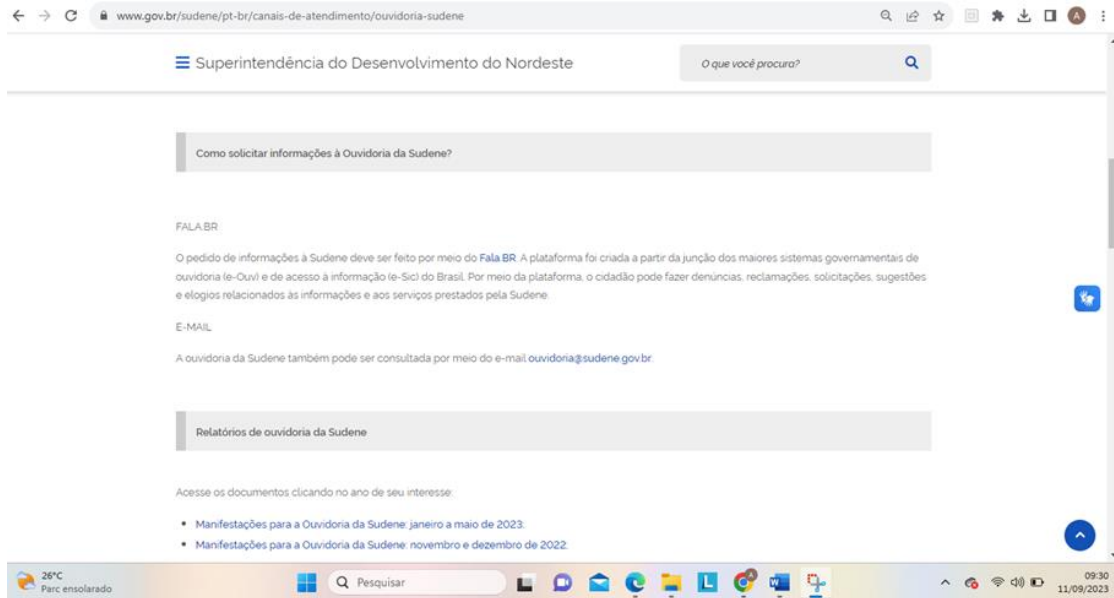 www.gov.br/sudene/pt-br/canais-de-atendimento/ouvidoria-sudene
A
Superintendência do Desenvolvimento do Nordeste
O que você procura?
Como solicitar informações à Ouvidoria da Sudene?
FALA.BR
O pedido de informações à Sudene deve ser feito por meio do Fala.BR. A plataforma foi criada a partir da junção dos maiores sistemas governamentais de
ouvidoria (e-Ouv) e de acesso à informação (e-Sic) do Brasil. Por meio da plataforma, o cidadão pode fazer denúncias, reclamações, solicitações, sugestões
e elogios relacionados às informações e aos serviços prestados pela Sudene.
E-MAIL
A ouvidoria da Sudene também pode ser consultada por meio do e-mail ouvidoria@sudene.gov.br.
Relatórios de ouvidoria da Sudene
Acesse os documentos clicando no ano de seu interesse:
Manifestações para a Ouvidoria da Sudene: janeiro a maio de 2023;
Manifestações para a Ouvidoria da Sudene: novembro e dezembro de 2022;
26°C
Parc ensolarado
Pesquisar
L
09:30
11/09/2023